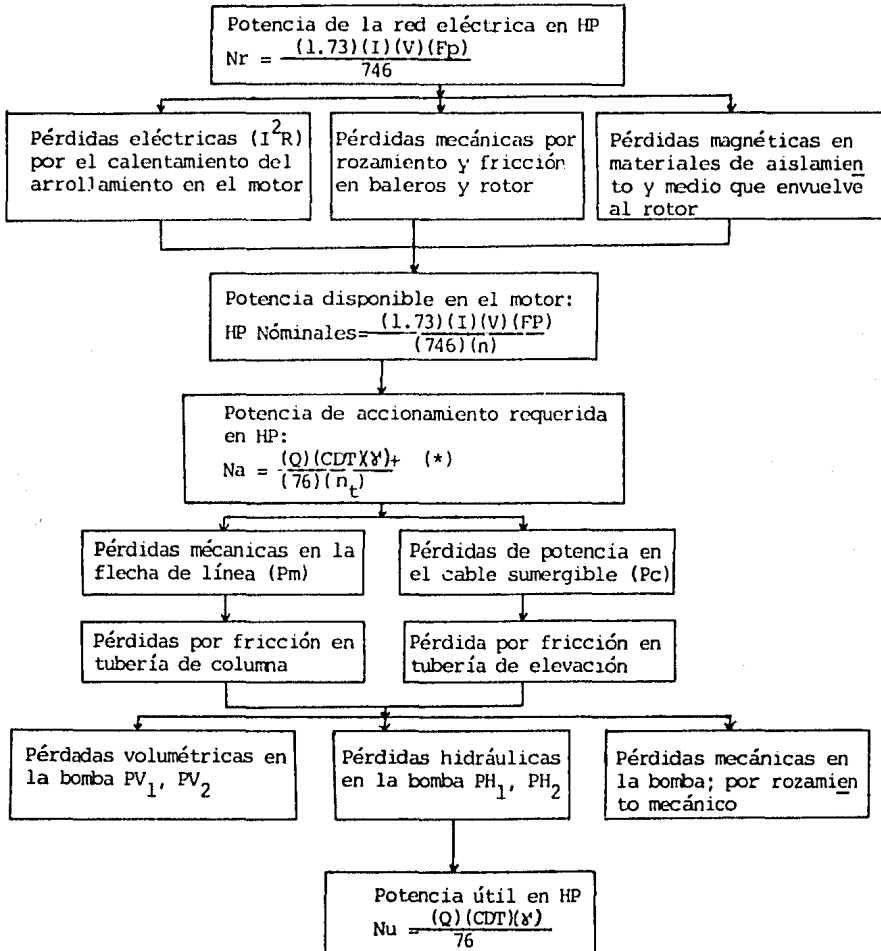 Potencia de la red eléctrica en HP
Nr = (1.73)(I)(V)(Fp)
746
Pérdidas eléctricas (I²R)
por el calentamiento del
arrollamiento en el motor
Pérdidas mecánicas por
rozamiento y fricción
en baleros y rotor
Pérdidas magnéticas en
materiales de aislamien
to y medio que envuelve
al rotor
Potencia disponible en el motor:
HP Nóminales= (1.73)(I)(V)(FP)
(746)(n)
Potencia de accionamiento requerida
en HP:
Na = (Q)(CDT)(γ)+ (*)
(76)(nt)
Pérdidas mécanicas en la
flecha de línea (Pm)
Pérdidas de potencia en
el cable sumergible (Pc)
Pérdidas por fricción en
tubería de columna
Pérdida por fricción en
tubería de elevación
Pérdadas volumétricas en
la bomba PV₁, PV₂
Pérdidas hidráulicas
en la bomba PH₁, PH₂
Pérdidas mecánicas en
la bomba; por rozamien
to mecánico
Potencia útil en HP
Nu = (Q)(CDT)(γ)
76